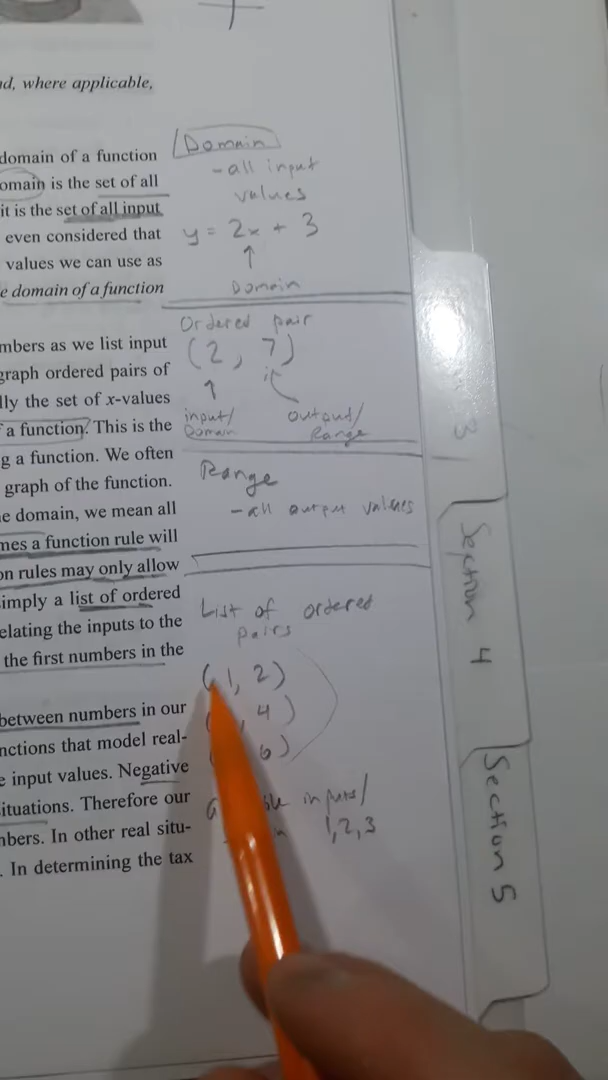 nd, where applicable,
domain of a function
omain is the set of all
it is the set of all input
even considered that
values we can use as
e domain of a function
mbers as we list input
graph ordered pairs of
lly the set of x-values
f a function. This is the
g a function. We often
graph of the function.
e domain, we mean all
mes a function rule will
on rules may only allow
simply a list of ordered
elating the inputs to the
the first numbers in the
between numbers in our
nctions that model real-
e input values. Negative
situations. Therefore our
nbers. In other real situ-
. In determining the tax
Domain
- all input
values
y = 2x + 3
↑
Domain
Ordered pair
(2, 7)
↑
input/
Domain
output/
Range
Range
- all output values
List of ordered
pairs
(1, 2)
( , 4)
6)
inputs/
1,2,3
3
Section 4
Section 5